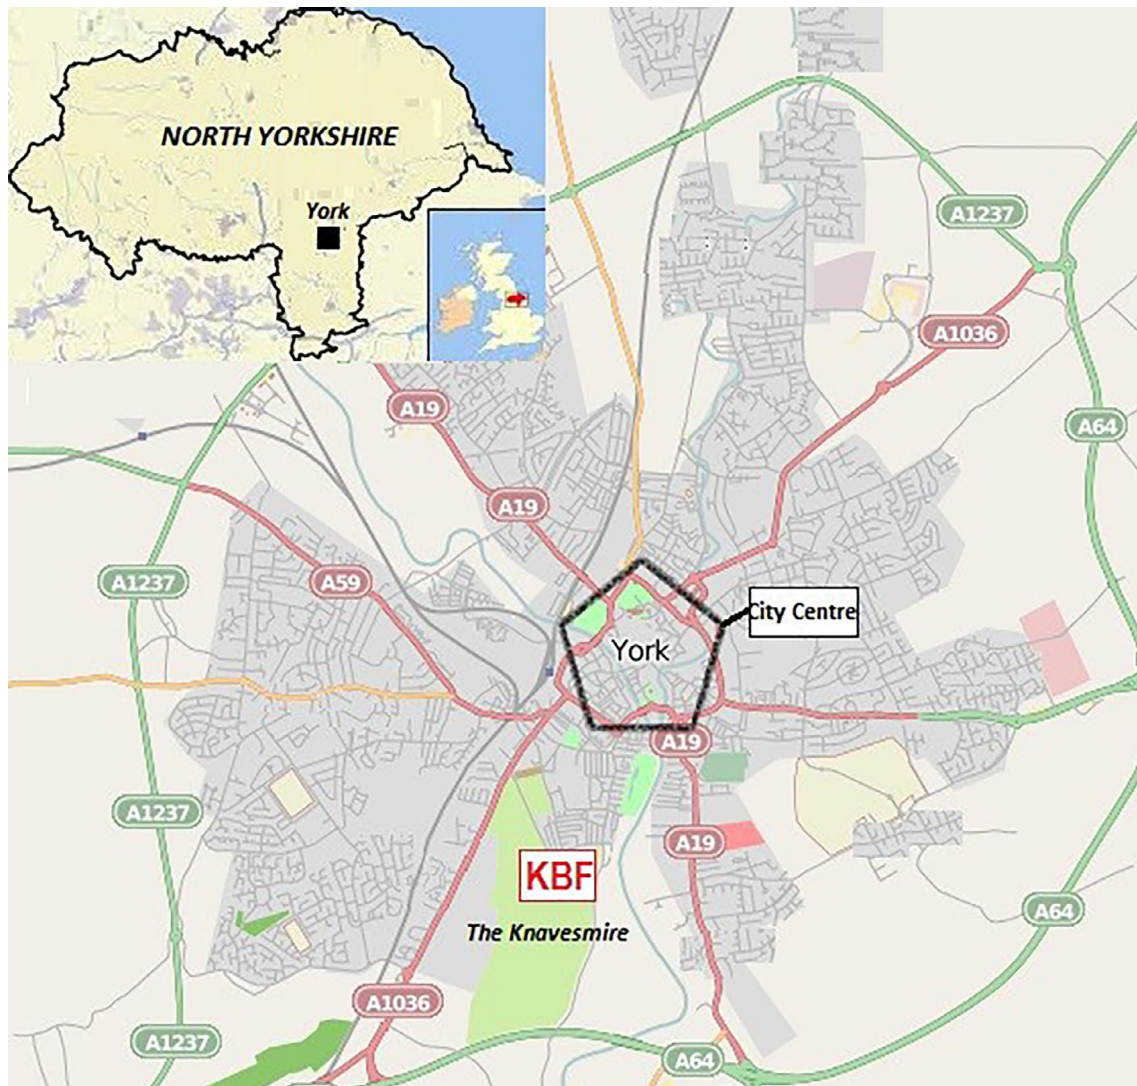 NORTH YORKSHIRE
York
A1237
A1036
A19
A64
A19
A1237
A59
City Centre
York
A19
A1237
A19
KBF
A64
The Knavesmire
A1036
A1237
A64